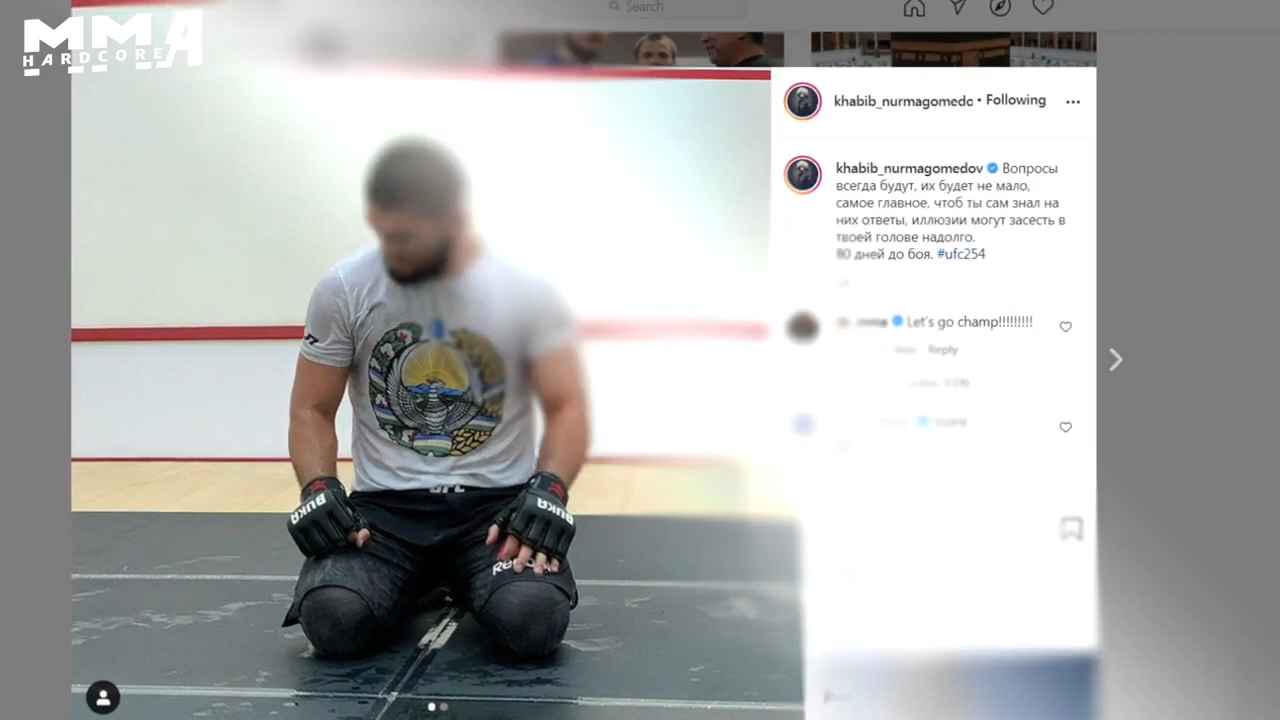 MMA
HARDCORE
Search
khabib_nurmagomedo • Following
khabib_nurmagomedov Вопросы
всегда будут, их будет не мало,
самое главное, чтоб ты сам знал на
них ответы, иллюзии могут засесть в
твоей голове надолго.
80 дней до боя. #ufc254
Let's go champ!!!!!!!!!
Reply
UFC
BUKA
BUKA